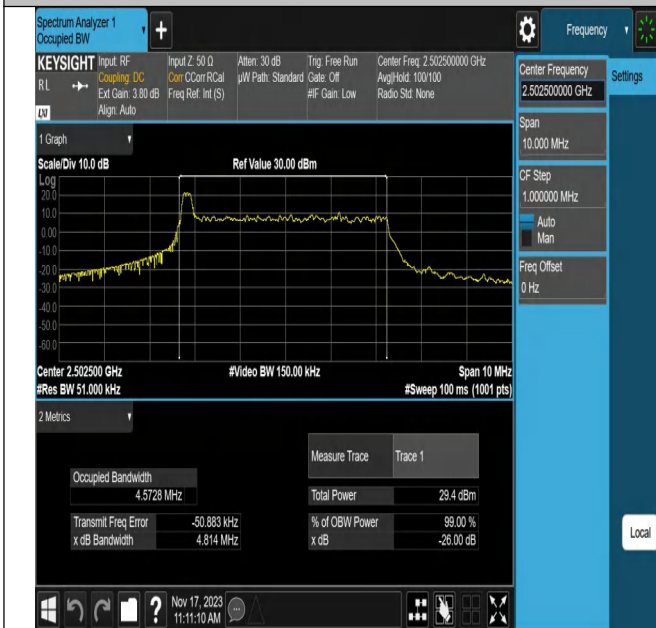 Spectrum Analyzer 1
Occupied BW
+
Frequency
KEYSIGHT
RL
Input: RF
Coupling: DC
Ext Gain: 3.80 dB
Align: Auto
Input Z: 50 Ω
Corr CCorr RCal
Freq Ref: Int (S)
Atten: 30 dB
µW Path: Standard
Trig: Free Run
Gate: Off
#IF Gain: Low
Center Freq: 2.502500000 GHz
Avg|Hold: 100/100
Radio Std: None
Center Frequency
2.502500000 GHz
Settings
Span
10.000 MHz
CF Step
1.000000 MHz
Auto
Man
Freq Offset
0 Hz
Local
1 Graph
Scale/Div 10.0 dB
Ref Value 30.00 dBm
Log
20.0
10.0
0.00
-10.0
-20.0
-30.0
-40.0
-50.0
-60.0
Center 2.502500 GHz
#Video BW 150.00 kHz
Span 10 MHz
#Res BW 51.000 kHz
#Sweep 100 ms (1001 pts)
2 Metrics
Measure Trace
Trace 1
Occupied Bandwidth
4.5728 MHz
Total Power
29.4 dBm
Transmit Freq Error
-50.883 kHz
% of OBW Power
99.00 %
x dB Bandwidth
4.814 MHz
x dB
-26.00 dB
?
Nov 17, 2023
11:11:10 AM